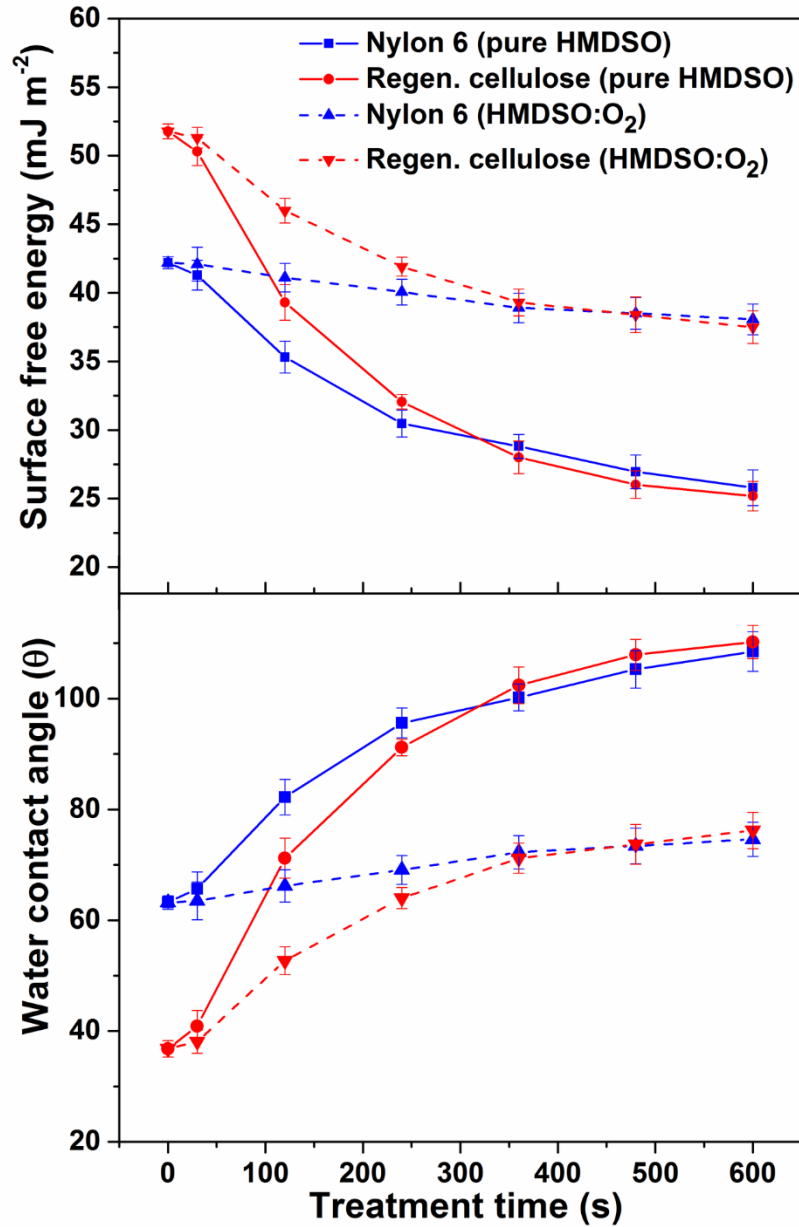 60
55
50
45
40
35
30
25
20
Surface free energy (mJ m⁻²)
Nylon 6 (pure HMDSO)
Regen. cellulose (pure HMDSO)
Nylon 6 (HMDSO:O₂)
Regen. cellulose (HMDSO:O₂)
100
80
60
40
20
Water contact angle (θ)
0 100 200 300 400 500 600
Treatment time (s)